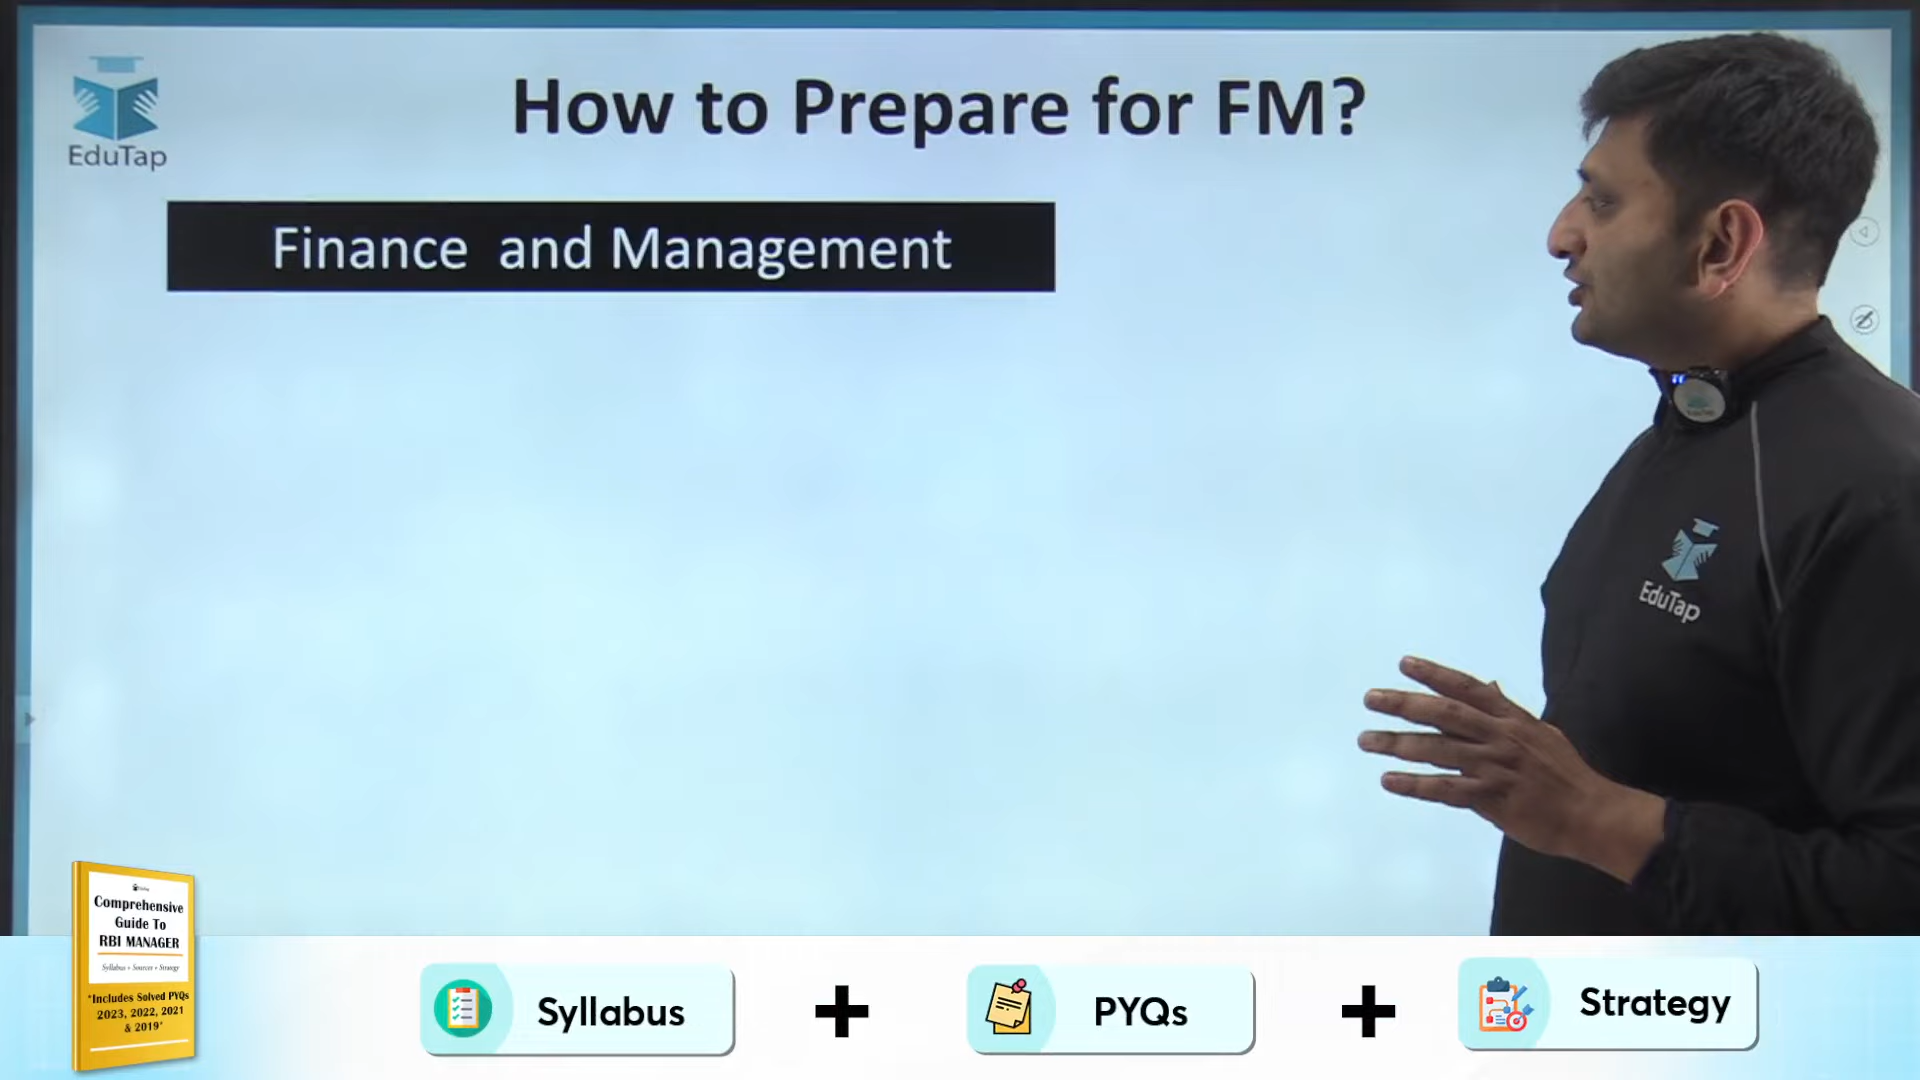 EduTap
How to Prepare for FM?
Finance and Management
EduTap
Comprehensive
Guide To
RBI MANAGER
Syllabus + Sources + Strategy
*Includes Solved PYQs
2023, 2022, 2021
& 2019*
Syllabus
+
PYQs
+
Strategy